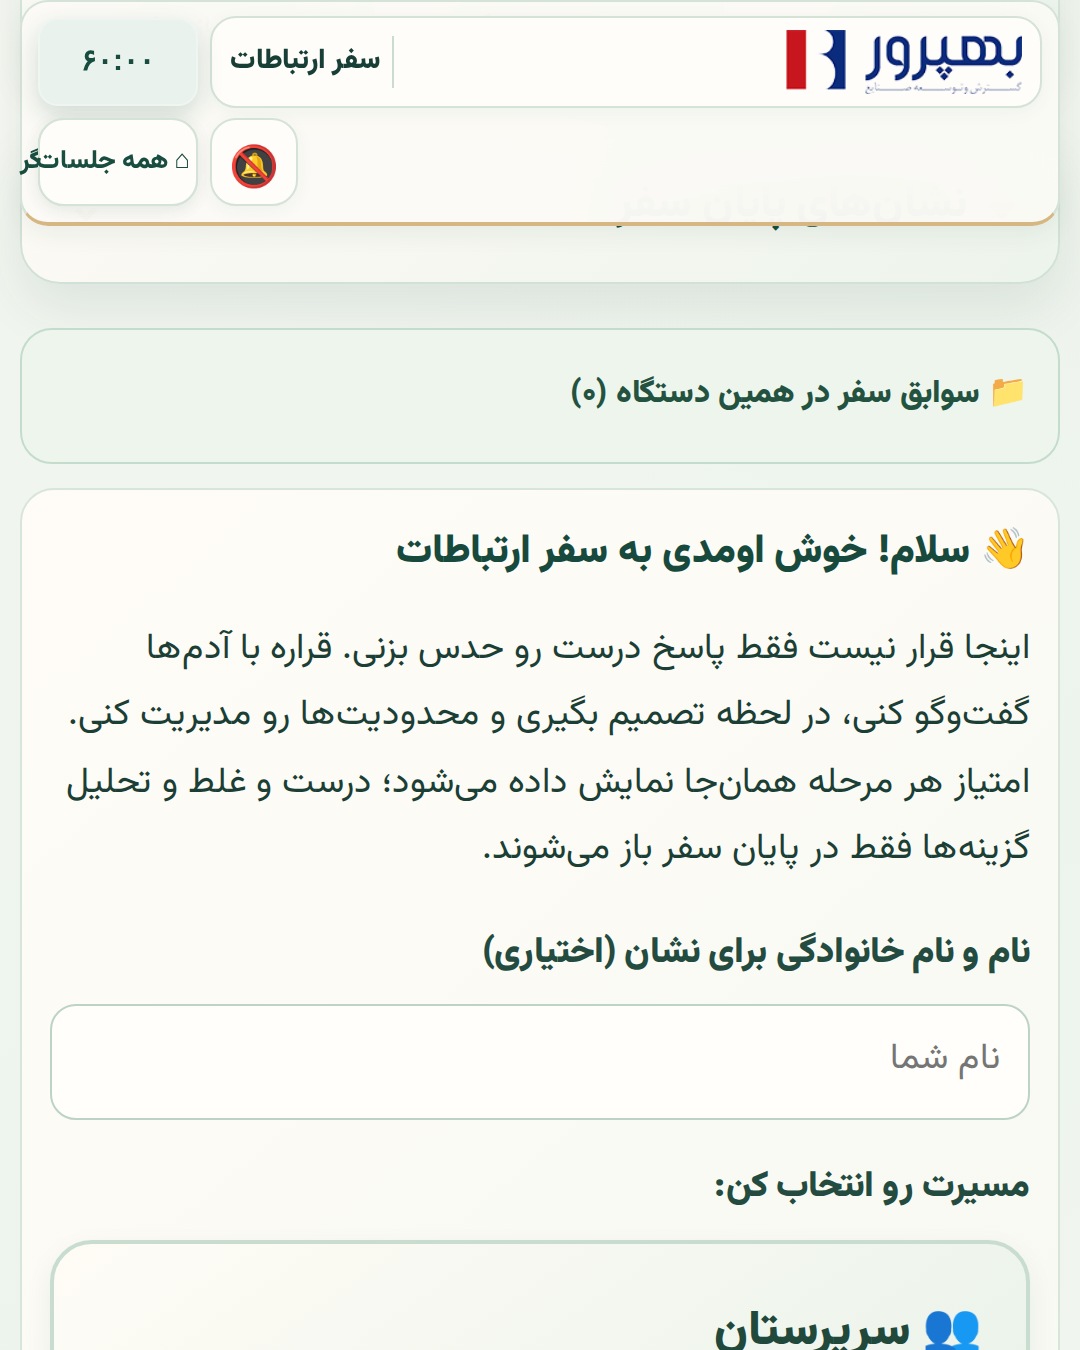 بهپرور
گسترش و توسعه صنایع
سفر ارتباطات
۶۰:۰۰
⌂ همه جلسات
📁 سوابق سفر در همین دستگاه (۰)
👋 سلام! خوش اومدی به سفر ارتباطات
اینجا قرار نیست فقط پاسخ درست رو حدس بزنی. قراره با آدم‌ها
گفت‌وگو کنی، در لحظه تصمیم بگیری و محدودیت‌ها رو مدیریت کنی.
امتیاز هر مرحله همان‌جا نمایش داده می‌شود؛ درست و غلط و تحلیل
گزینه‌ها فقط در پایان سفر باز می‌شوند.
نام و نام خانوادگی برای نشان (اختیاری)
نام شما
مسیرت رو انتخاب کن:
👥 سرپرستان